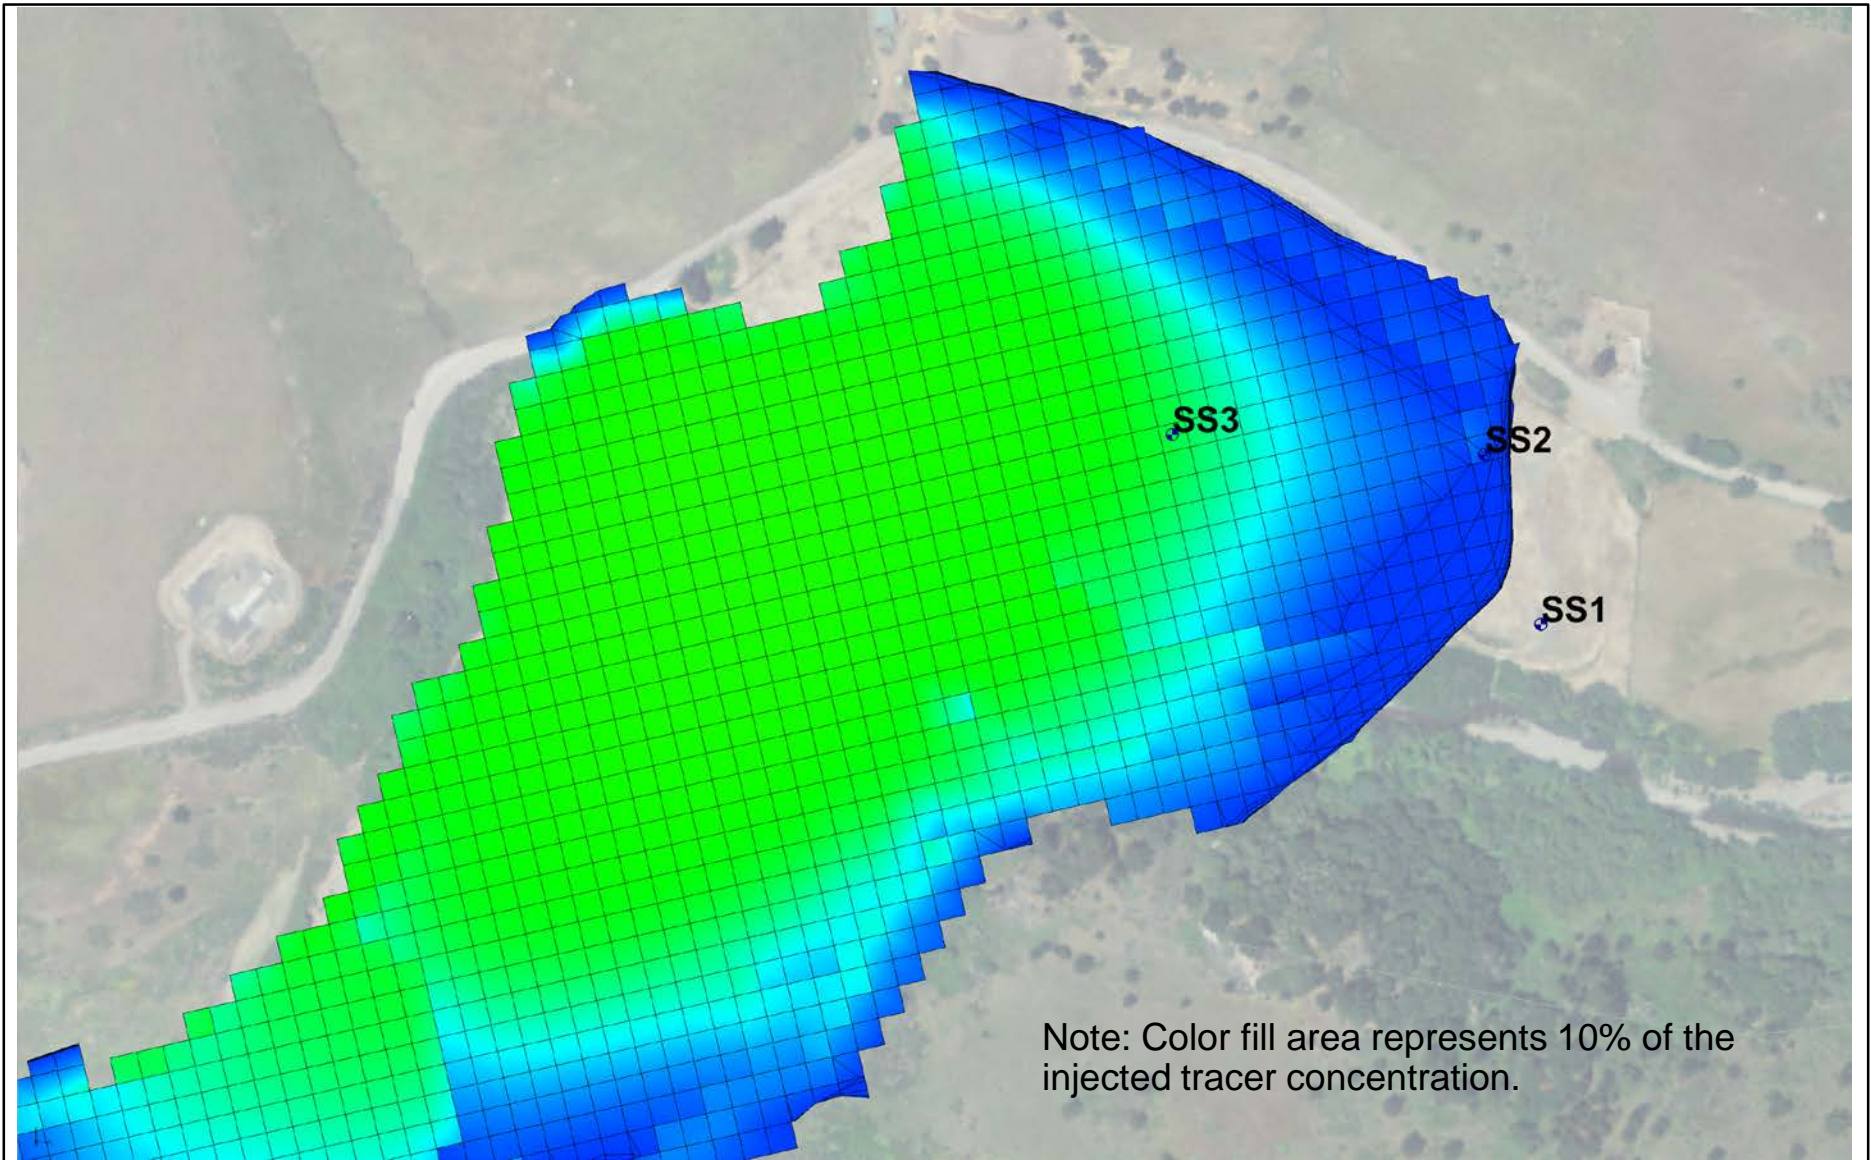 SS3
SS2
SS1
Note: Color fill area represents 10% of the
injected tracer concentration.